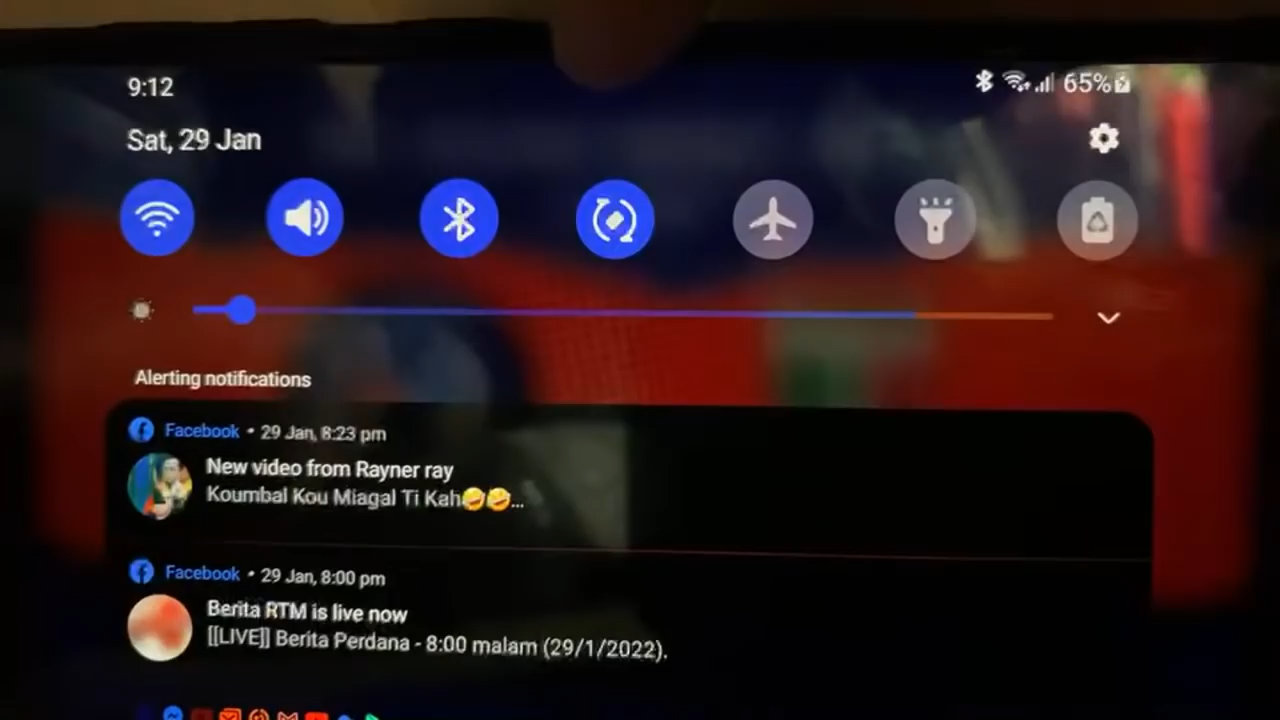 9:12
65%
Sat, 29 Jan
Alerting notifications
Facebook • 29 Jan, 8:23 pm
New video from Rayner ray
Koumbal Kou Miagal Ti Kah🤣🤣...
Facebook • 29 Jan, 8:00 pm
Berita RTM is live now
[[LIVE]] Berita Perdana - 8:00 malam (29/1/2022).